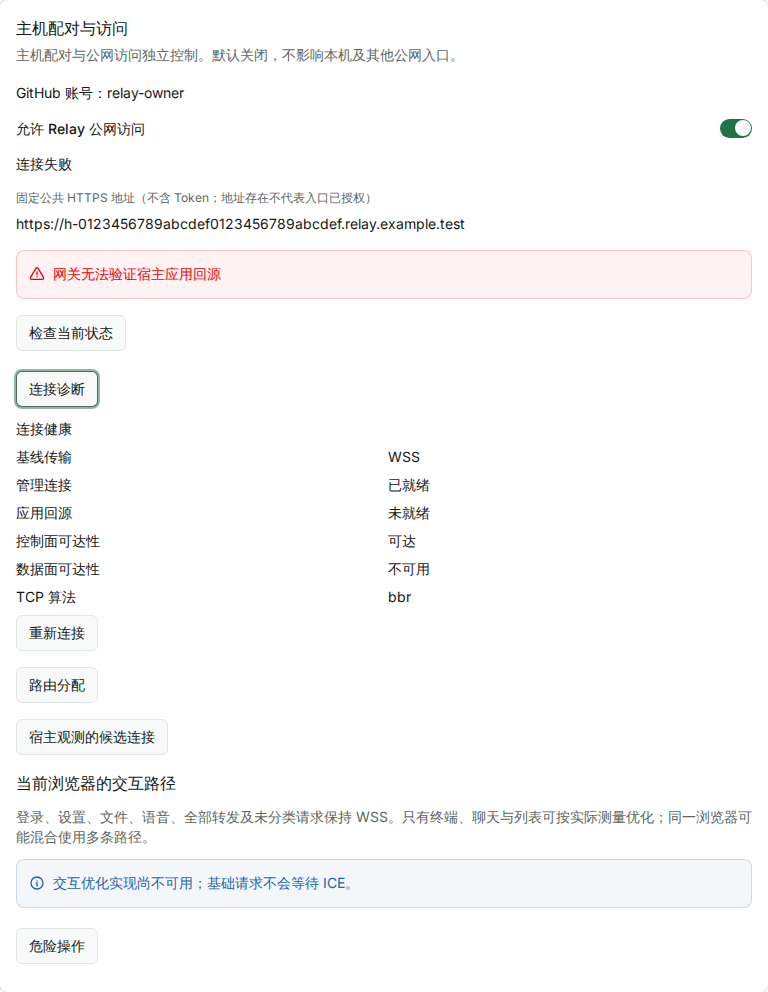 主机配对与访问
主机配对与公网访问独立控制。默认关闭，不影响本机及其他公网入口。
GitHub 账号：relay-owner
允许 Relay 公网访问
连接失败
固定公共 HTTPS 地址（不含 Token；地址存在不代表入口已授权）
https://h-0123456789abcdef0123456789abcdef.relay.example.test
网关无法验证宿主应用回源
检查当前状态
连接诊断
连接健康
基线传输 WSS
管理连接 已就绪
应用回源 未就绪
控制面可达性 可达
数据面可达性 不可用
TCP 算法 bbr
重新连接
路由分配
宿主观测的候选连接
当前浏览器的交互路径
登录、设置、文件、语音、全部转发及未分类请求保持 WSS。只有终端、聊天与列表可按实际测量优化；同一浏览器可
能混合使用多条路径。
交互优化实现尚不可用；基础请求不会等待 ICE。
危险操作